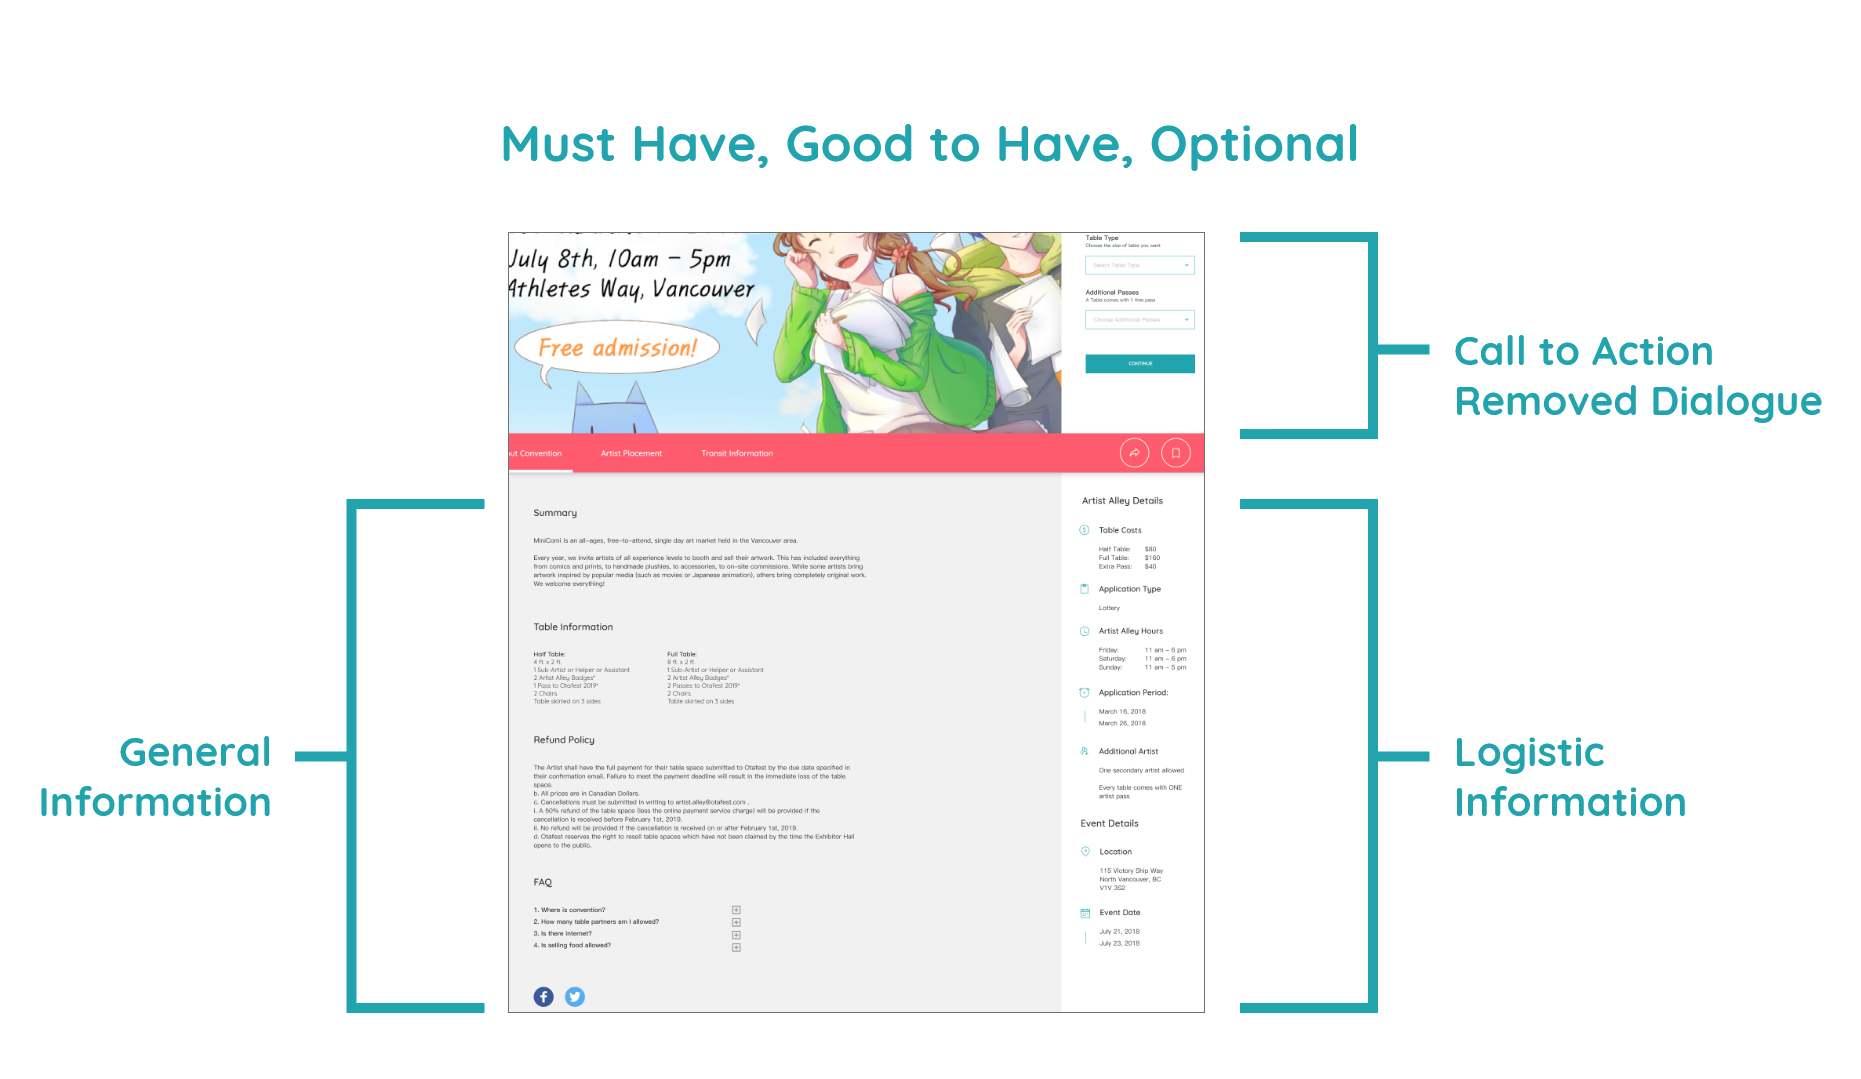 Must Have, Good to Have, Optional
July 8th, 10am - 5pm
Athletes Way, Vancouver
Free admission!
Table Type
Choose the size of table you want
Select Table Type
Additional Passes
A Table comes with 1 free pass
Choose Additional Passes
CONTINUE
Call to Action
Removed Dialogue
ut Convention
Artist Placement
Transit Information
General
Information
Summary
MiniComi is an all-ages, free-to-attend, single day art market held in the Vancouver area.
Every year, we invite artists of all experience levels to booth and sell their artwork. This has included everything
from comics and prints, to handmade plushies, to accessories, to on-site commissions. While some artists bring
artwork inspired by popular media (such as movies or Japanese animation), others bring completely original work.
We welcome everything!
Table Information
Half Table:
4 ft. x 2 ft.
1 Sub-Artist or Helper or Assistant
2 Artist Alley Badges*
1 Pass to Otafest 2019*
2 Chairs
Table skirted on 3 sides
Full Table:
8 ft. x 2 ft.
1 Sub-Artist or Helper or Assistant
2 Artist Alley Badges*
2 Passes to Otafest 2019*
2 Chairs
Table skirted on 3 sides
Refund Policy
The Artist shall have the full payment for their table space submitted to Otafest by the due date specified in
their confirmation email. Failure to meet the payment deadline will result in the immediate loss of the table
space.
b. All prices are in Canadian Dollars.
c. Cancellations must be submitted in writing to artist.alley@otafest.com .
i. A 50% refund of the table space (less the online payment service charge) will be provided if the
cancellation is received before February 1st, 2019.
ii. No refund will be provided if the cancellation is received on or after February 1st, 2019.
d. Otafest reserves the right to resell table spaces which have not been claimed by the time the Exhibitor Hall
opens to the public.
FAQ
1. Where is convention?
2. How many table partners am I allowed?
3. Is there internet?
4. Is selling food allowed?
Artist Alley Details
Table Costs
Half Table: $80
Full Table: $160
Extra Pass: $40
Application Type
Lottery
Artist Alley Hours
Friday: 11 am – 6 pm
Saturday: 11 am – 6 pm
Sunday: 11 am – 5 pm
Application Period:
March 16, 2018
March 26, 2018
Additional Artist
One secondary artist allowed
Every table comes with ONE
artist pass
Event Details
Location
115 Victory Ship Way
North Vancouver, BC
V1V 3S2
Event Date
July 21, 2018
July 23, 2018
Logistic
Information